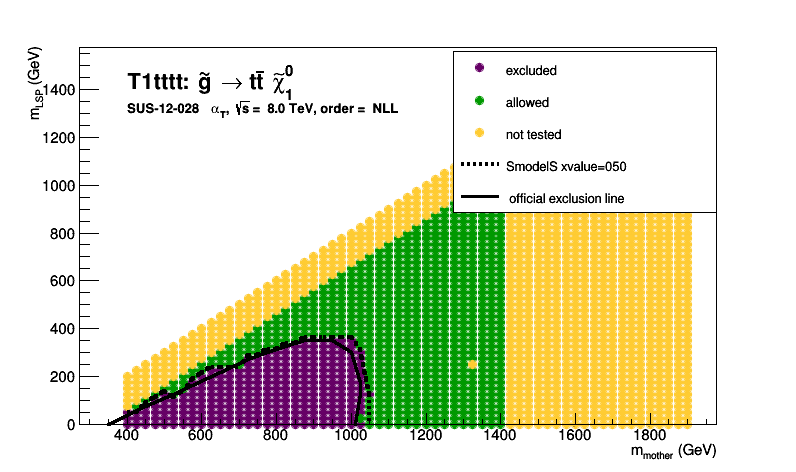 T1tttt: g̃ → tt̄ χ̃₁⁰
SUS-12-028 α_T, √s = 8.0 TeV, order = NLL
excluded
allowed
not tested
SmodelS xvalue=050
official exclusion line
m_LSP (GeV)
1400
1200
1000
800
600
400
200
0
400 600 800 1000 1200 1400 1600 1800
m_mother (GeV)